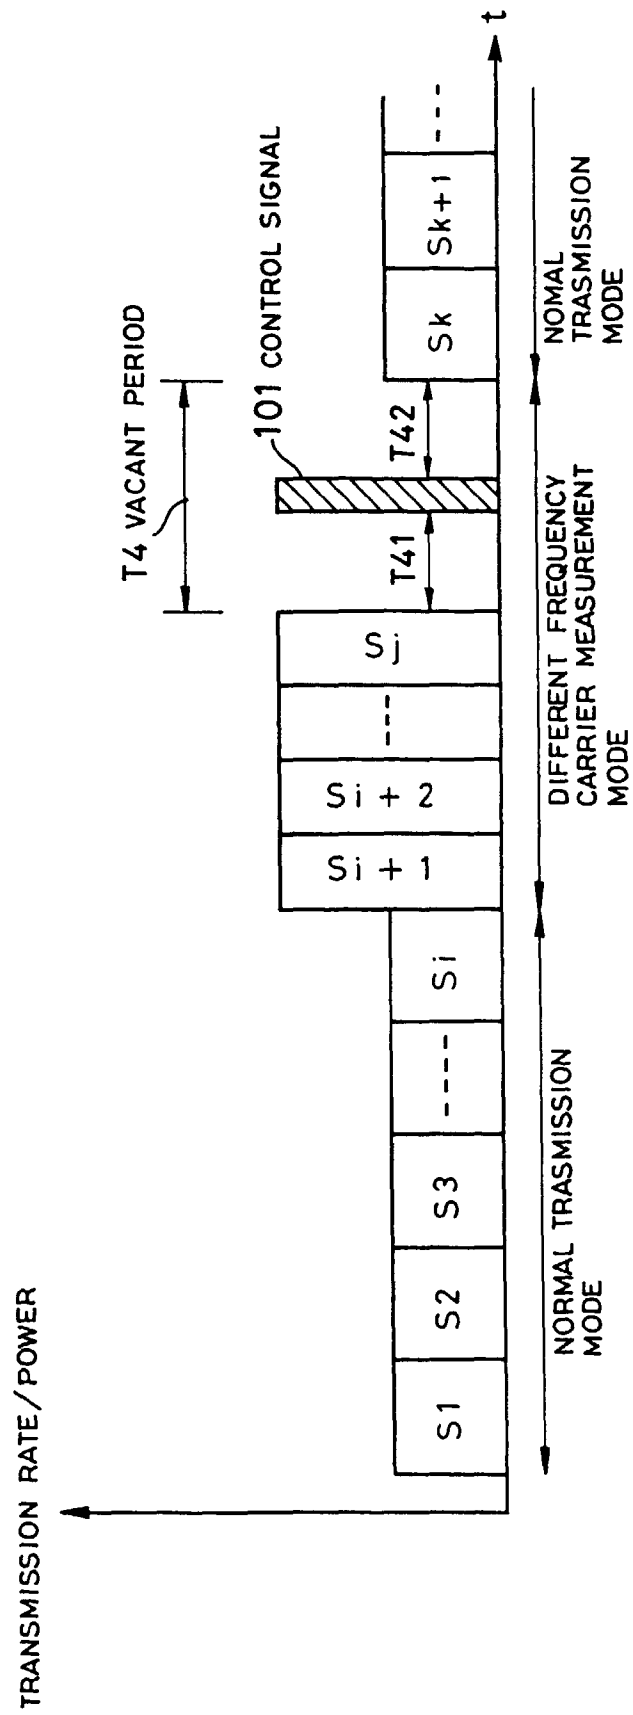 TRANSMISSION RATE/POWER
T4 VACANT PERIOD
101 CONTROL SIGNAL
S1
S2
S3
-----
Si
Si+1
Si+2
---
Sj
T41
T42
Sk
Sk+1
---
t
NORMAL TRASMISSION
MODE
DIFFERENT FREQUENCY
CARRIER MEASUREMENT
MODE
NOMAL
TRASMISSION
MODE